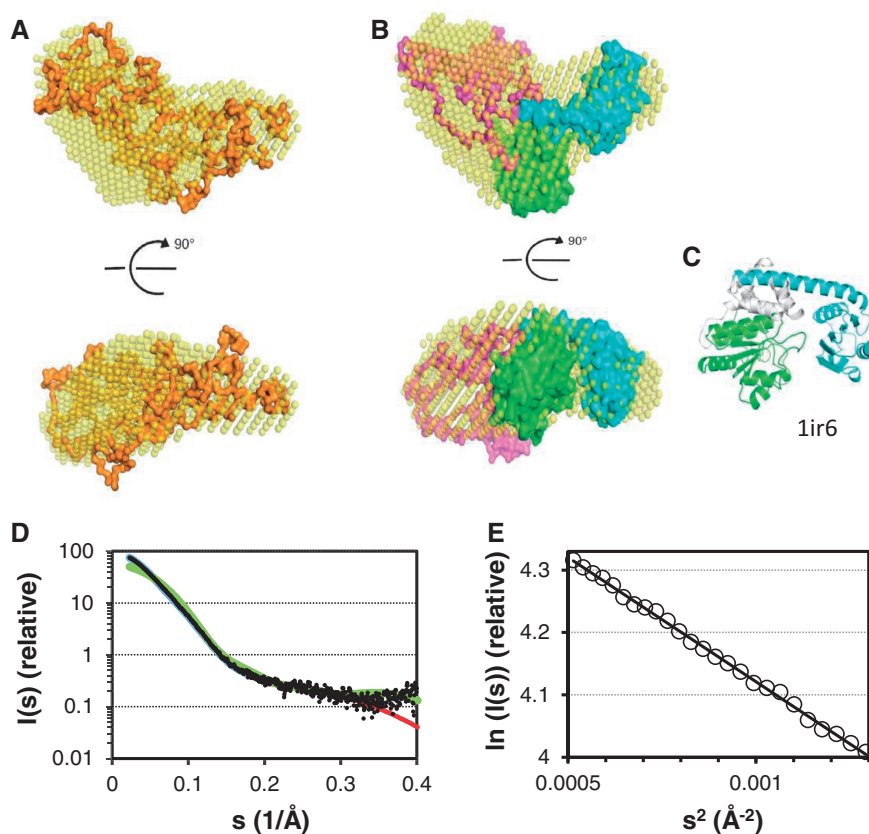 A
B
90°
90°
C
1ir6
D
I(s) (relative)
100
10
1
0.1
0.01
0
0.1
0.2
0.3
0.4
s (1/Å)
E
ln (I(s)) (relative)
4.3
4.2
4.1
4
0.0005
0.001
s² (Å⁻²)